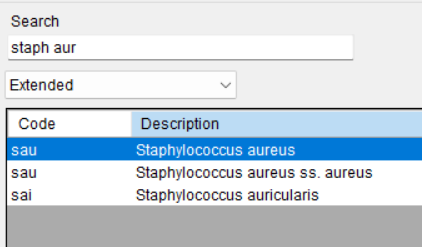 Search
staph aur
Extended
Code Description
sau Staphylococcus aureus
sau Staphylococcus aureus ss. aureus
sai Staphylococcus auricularis